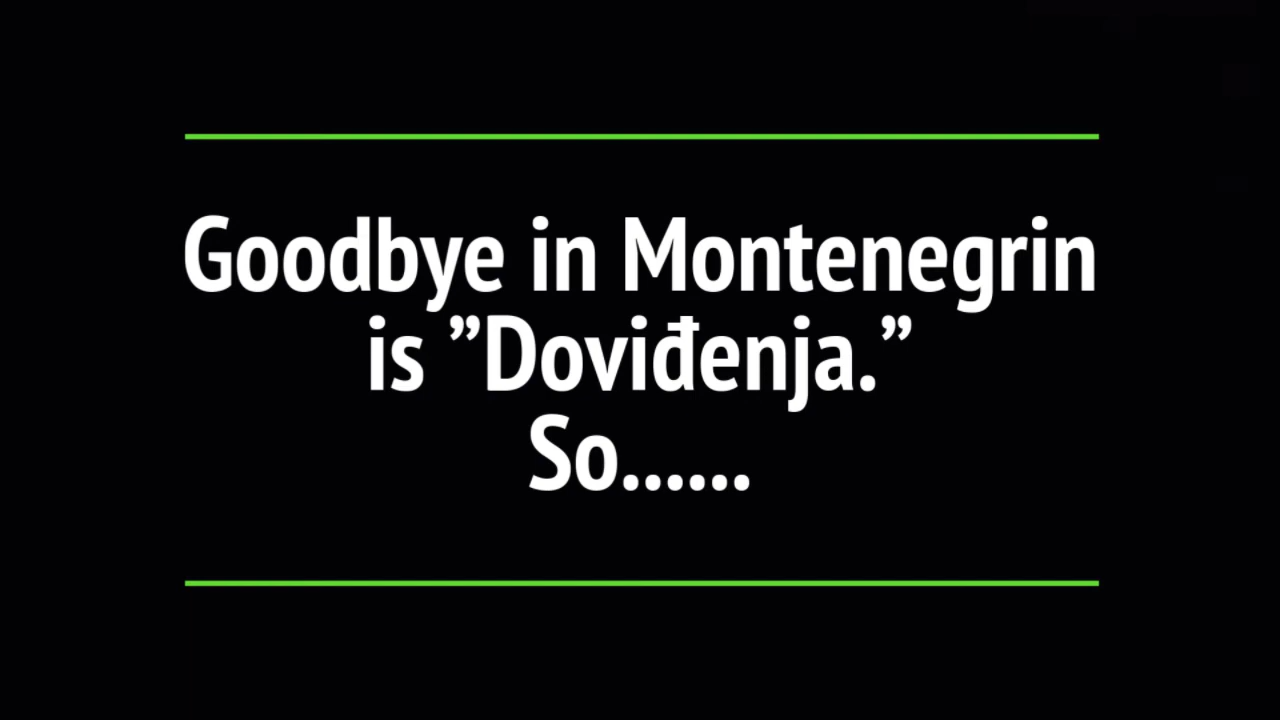 Goodbye in Montenegrin
is ”Doviđenja.”
So......